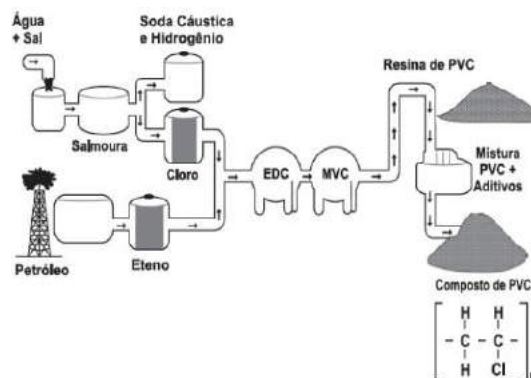 Água
+ Sal
Soda Cáustica
e Hidrogênio
Salmoura
Cloro
Petróleo
Eteno
EDC
MVC
Resina de PVC
Mistura
PVC +
Aditivos
Composto de PVC
H H
- C - C -
H Cl